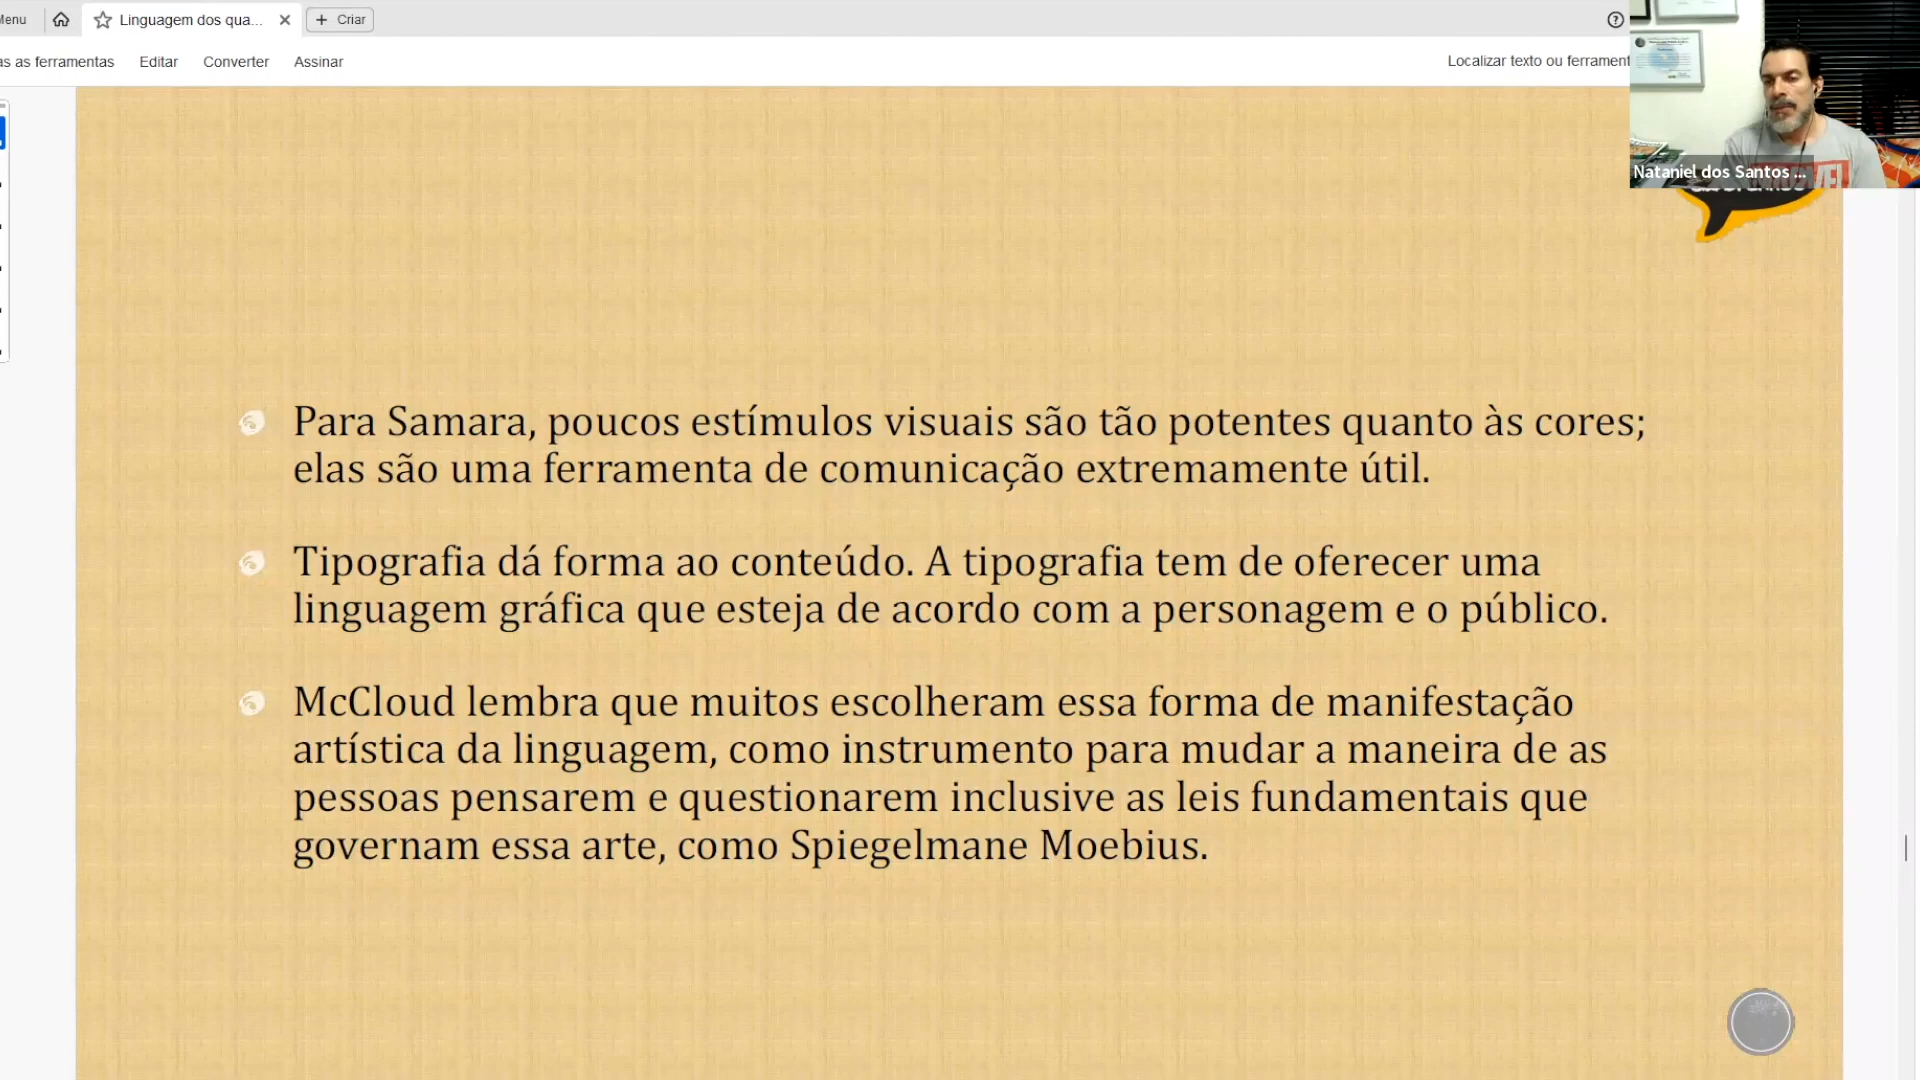 Menu
Linguagem dos qua...
Criar
as as ferramentas
Editar
Converter
Assinar
Localizar texto ou ferrament
Nataniel dos Santos ...
Para Samara, poucos estímulos visuais são tão potentes quanto às cores;
elas são uma ferramenta de comunicação extremamente útil.
Tipografia dá forma ao conteúdo. A tipografia tem de oferecer uma
linguagem gráfica que esteja de acordo com a personagem e o público.
McCloud lembra que muitos escolheram essa forma de manifestação
artística da linguagem, como instrumento para mudar a maneira de as
pessoas pensarem e questionarem inclusive as leis fundamentais que
governam essa arte, como Spiegelmane Moebius.